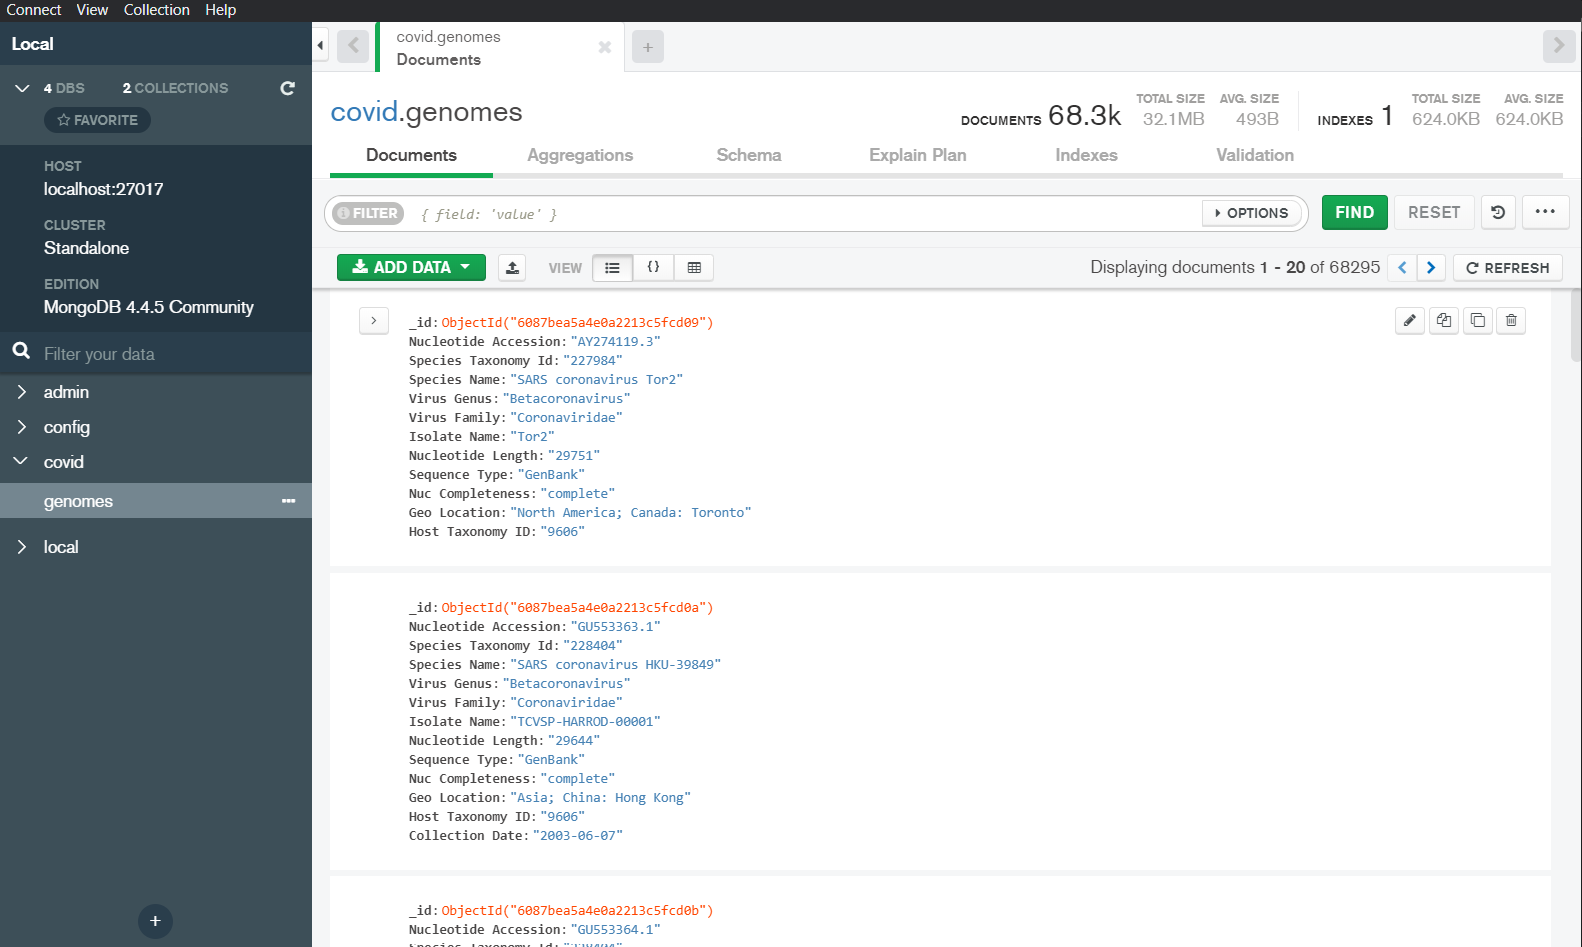 Connect View Collection Help
Local
4 DBS 2 COLLECTIONS
FAVORITE
HOST
localhost:27017
CLUSTER
Standalone
EDITION
MongoDB 4.4.5 Community
Filter your data
admin
config
covid
genomes
local
covid.genomes
Documents
covid.genomes
DOCUMENTS 68.3k
TOTAL SIZE AVG. SIZE
32.1MB 493B
INDEXES 1
TOTAL SIZE AVG. SIZE
624.0KB 624.0KB
Documents Aggregations Schema Explain Plan Indexes Validation
FILTER { field: 'value' } OPTIONS FIND RESET
ADD DATA VIEW {} Displaying documents 1 - 20 of 68295 REFRESH
_id: ObjectId("6087bea5a4e0a2213c5fcd09")
Nucleotide Accession: "AY274119.3"
Species Taxonomy Id: "227984"
Species Name: "SARS coronavirus Tor2"
Virus Genus: "Betacoronavirus"
Virus Family: "Coronaviridae"
Isolate Name: "Tor2"
Nucleotide Length: "29751"
Sequence Type: "GenBank"
Nuc Completeness: "complete"
Geo Location: "North America; Canada: Toronto"
Host Taxonomy ID: "9606"
_id: ObjectId("6087bea5a4e0a2213c5fcd0a")
Nucleotide Accession: "GU553363.1"
Species Taxonomy Id: "228404"
Species Name: "SARS coronavirus HKU-39849"
Virus Genus: "Betacoronavirus"
Virus Family: "Coronaviridae"
Isolate Name: "TCVSP-HARROD-00001"
Nucleotide Length: "29644"
Sequence Type: "GenBank"
Nuc Completeness: "complete"
Geo Location: "Asia; China: Hong Kong"
Host Taxonomy ID: "9606"
Collection Date: "2003-06-07"
_id: ObjectId("6087bea5a4e0a2213c5fcd0b")
Nucleotide Accession: "GU553364.1"
Species Taxonomy Id: